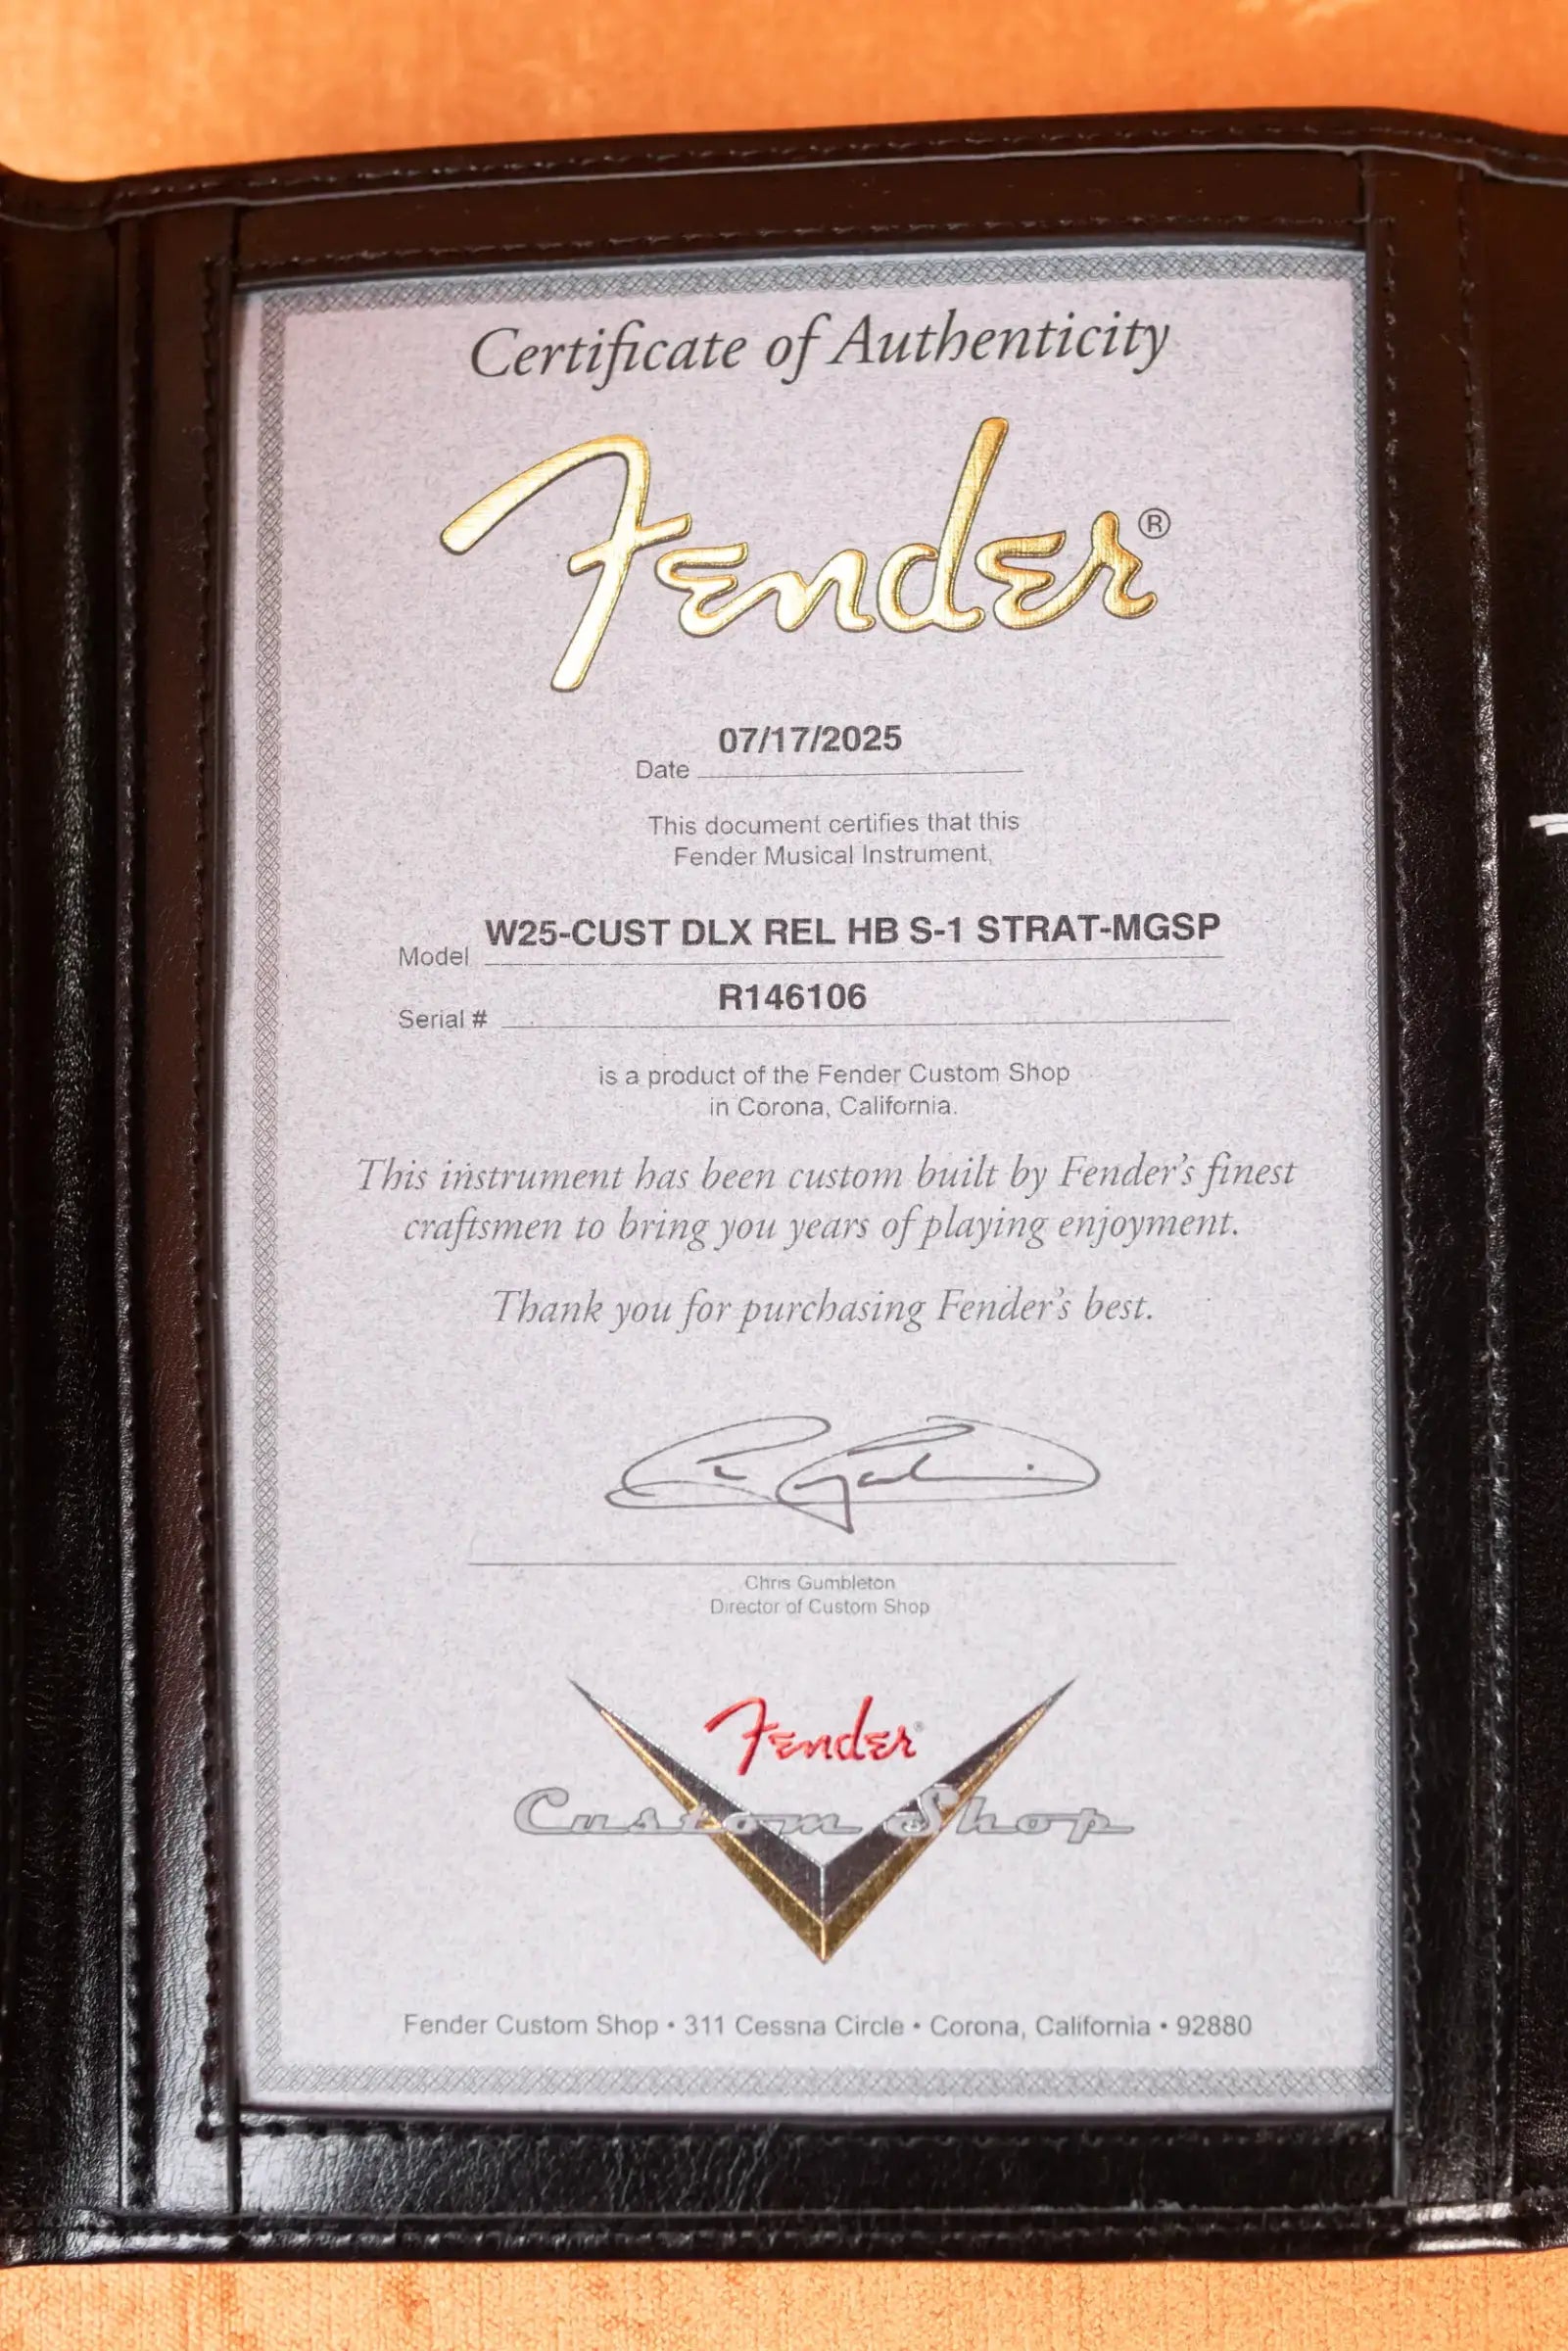 Certificate of Authenticity
Fender®
07/17/2025
Date
This document certifies that this
Fender Musical Instrument,
W25-CUST DLX REL HB S-1 STRAT-MGSP
Model
R146106
Serial #
is a product of the Fender Custom Shop
in Corona, California.
This instrument has been custom built by Fender's finest
craftsmen to bring you years of playing enjoyment.
Thank you for purchasing Fender's best.
Chris Gumbleton
Director of Custom Shop
Fender®
Custom Shop
Fender Custom Shop • 311 Cessna Circle • Corona, California • 92880